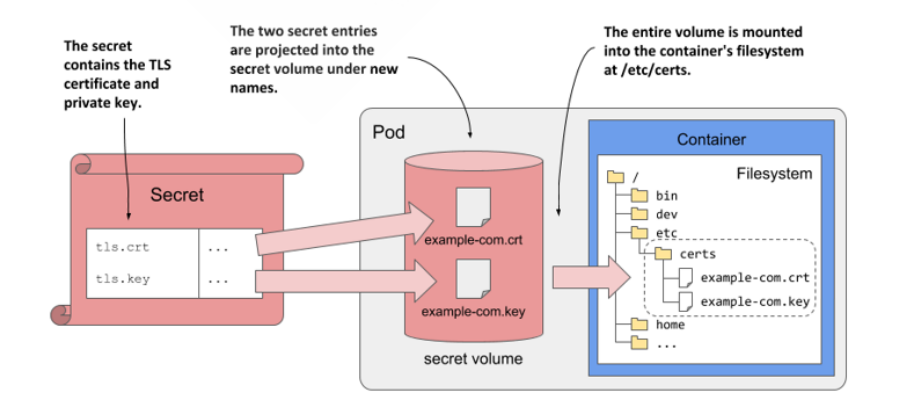 The secret
contains the TLS
certificate and
private key.
The two secret entries
are projected into the
secret volume under new
names.
The entire volume is mounted
into the container's filesystem
at /etc/certs.
Secret
tls.crt ...
tls.key ...
Pod
example-com.crt
example-com.key
secret volume
Container
Filesystem
/
bin
dev
etc
certs
example-com.crt
example-com.key
home
...